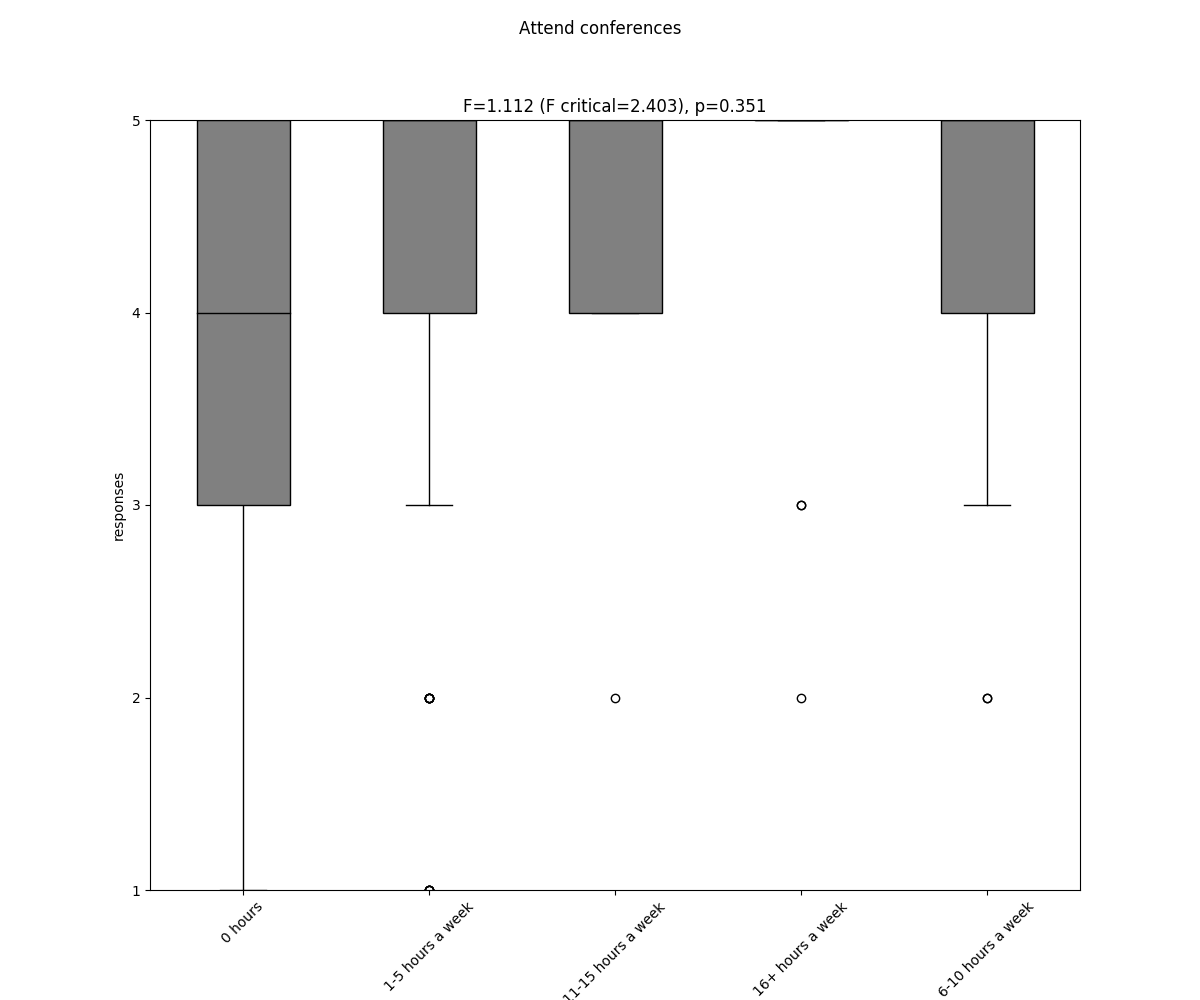 Attend conferences
F=1.112 (F critical=2.403), p=0.351
5
4
3
2
1
responses
0 hours
1-5 hours a week
11-15 hours a week
16+ hours a week
6-10 hours a week